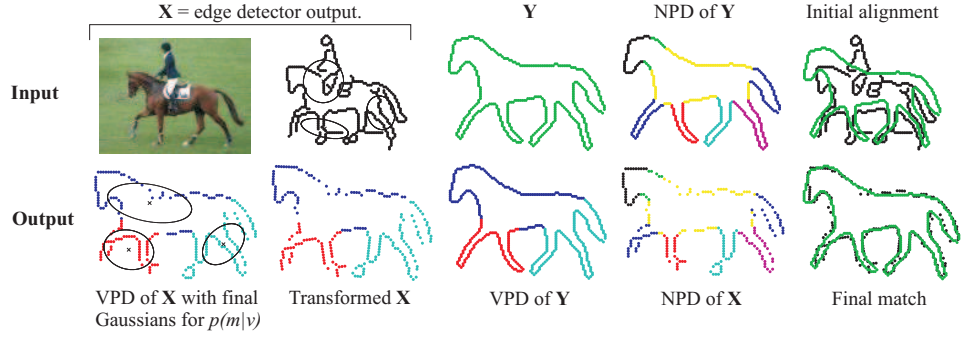 X = edge detector output.
Y
NPD of Y
Initial alignment
Input
Output
VPD of X with final
Gaussians for p(m|v)
Transformed X
VPD of Y
NPD of X
Final match